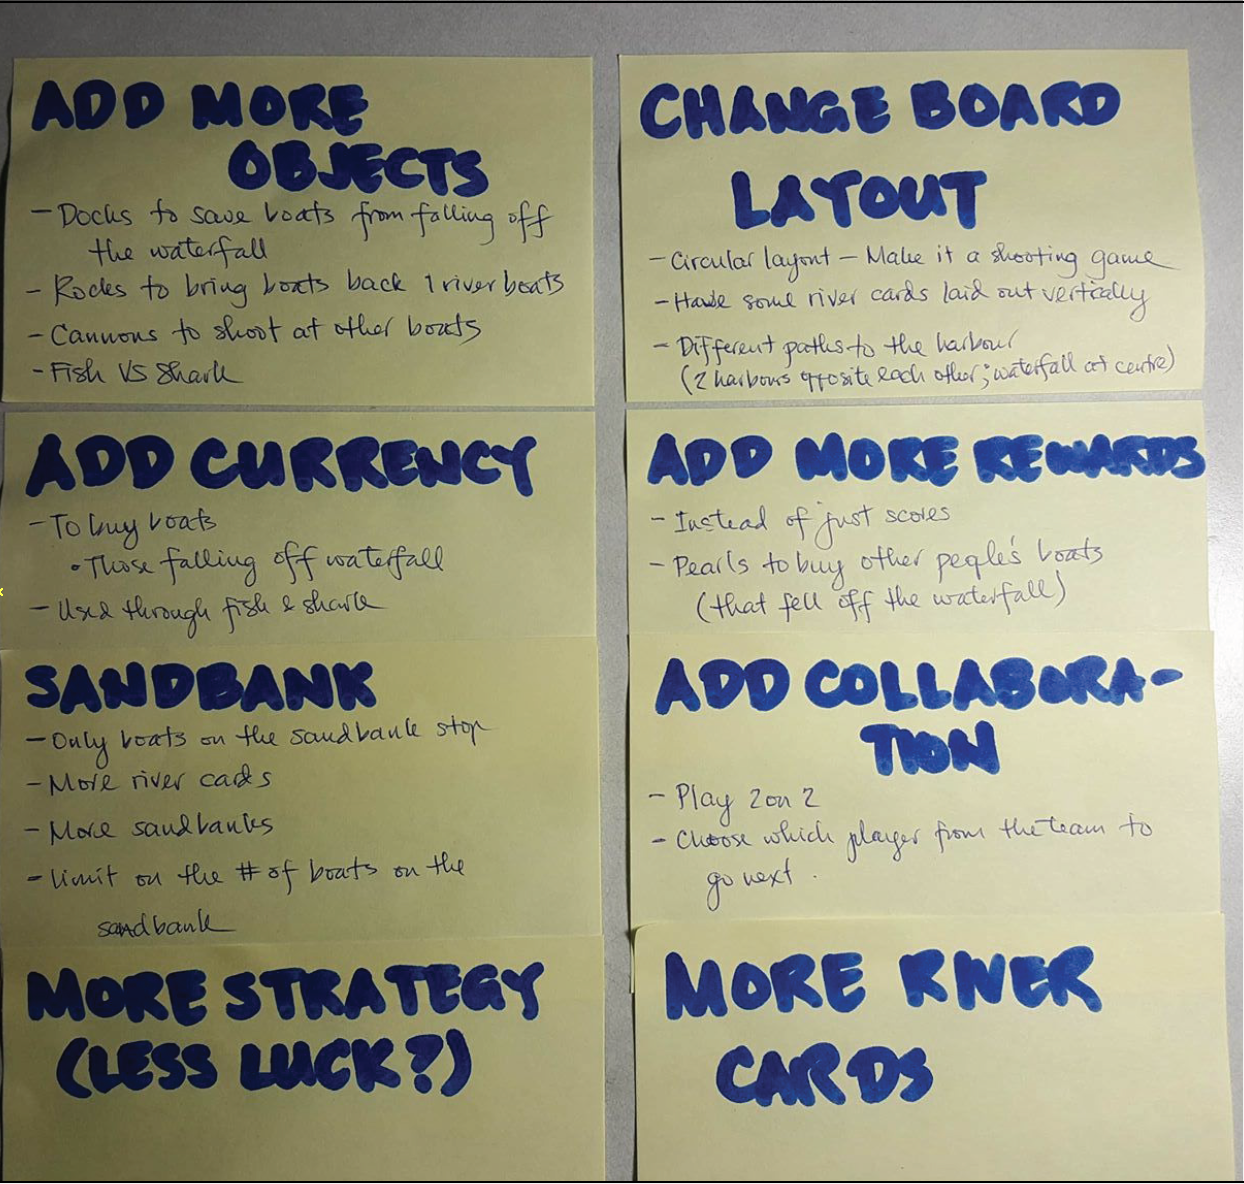 ADD MORE
OBJECTS
- Docks to save boats from falling off
the waterfall
- Rocks to bring boats back 1 river boats
- Cannons to shoot at other boats
- Fish VS Shark
CHANGE BOARD
LAYOUT
- Circular layout - Make it a shooting game
- Have some river cards laid out vertically
- Different paths to the harbour
(2 harbours opposite each other; waterfall at centre)
ADD CURRENCY
- To buy boats
• Those falling off waterfall
- Used through fish & shark
ADD MORE REWARDS
- Instead of just scores
- Pearls to buy other people's boats
(that fell off the waterfall)
SANDBANK
- Only boats on the sandbank stop
- More river cards
- More sandbanks
- Limit on the # of boats on the
sandbank
ADD COLLABORA-
TION
- Play 2 on 2
- Choose which player from the team to
go next.
MORE STRATEGY
(LESS LUCK?)
MORE RIVER
CARDS